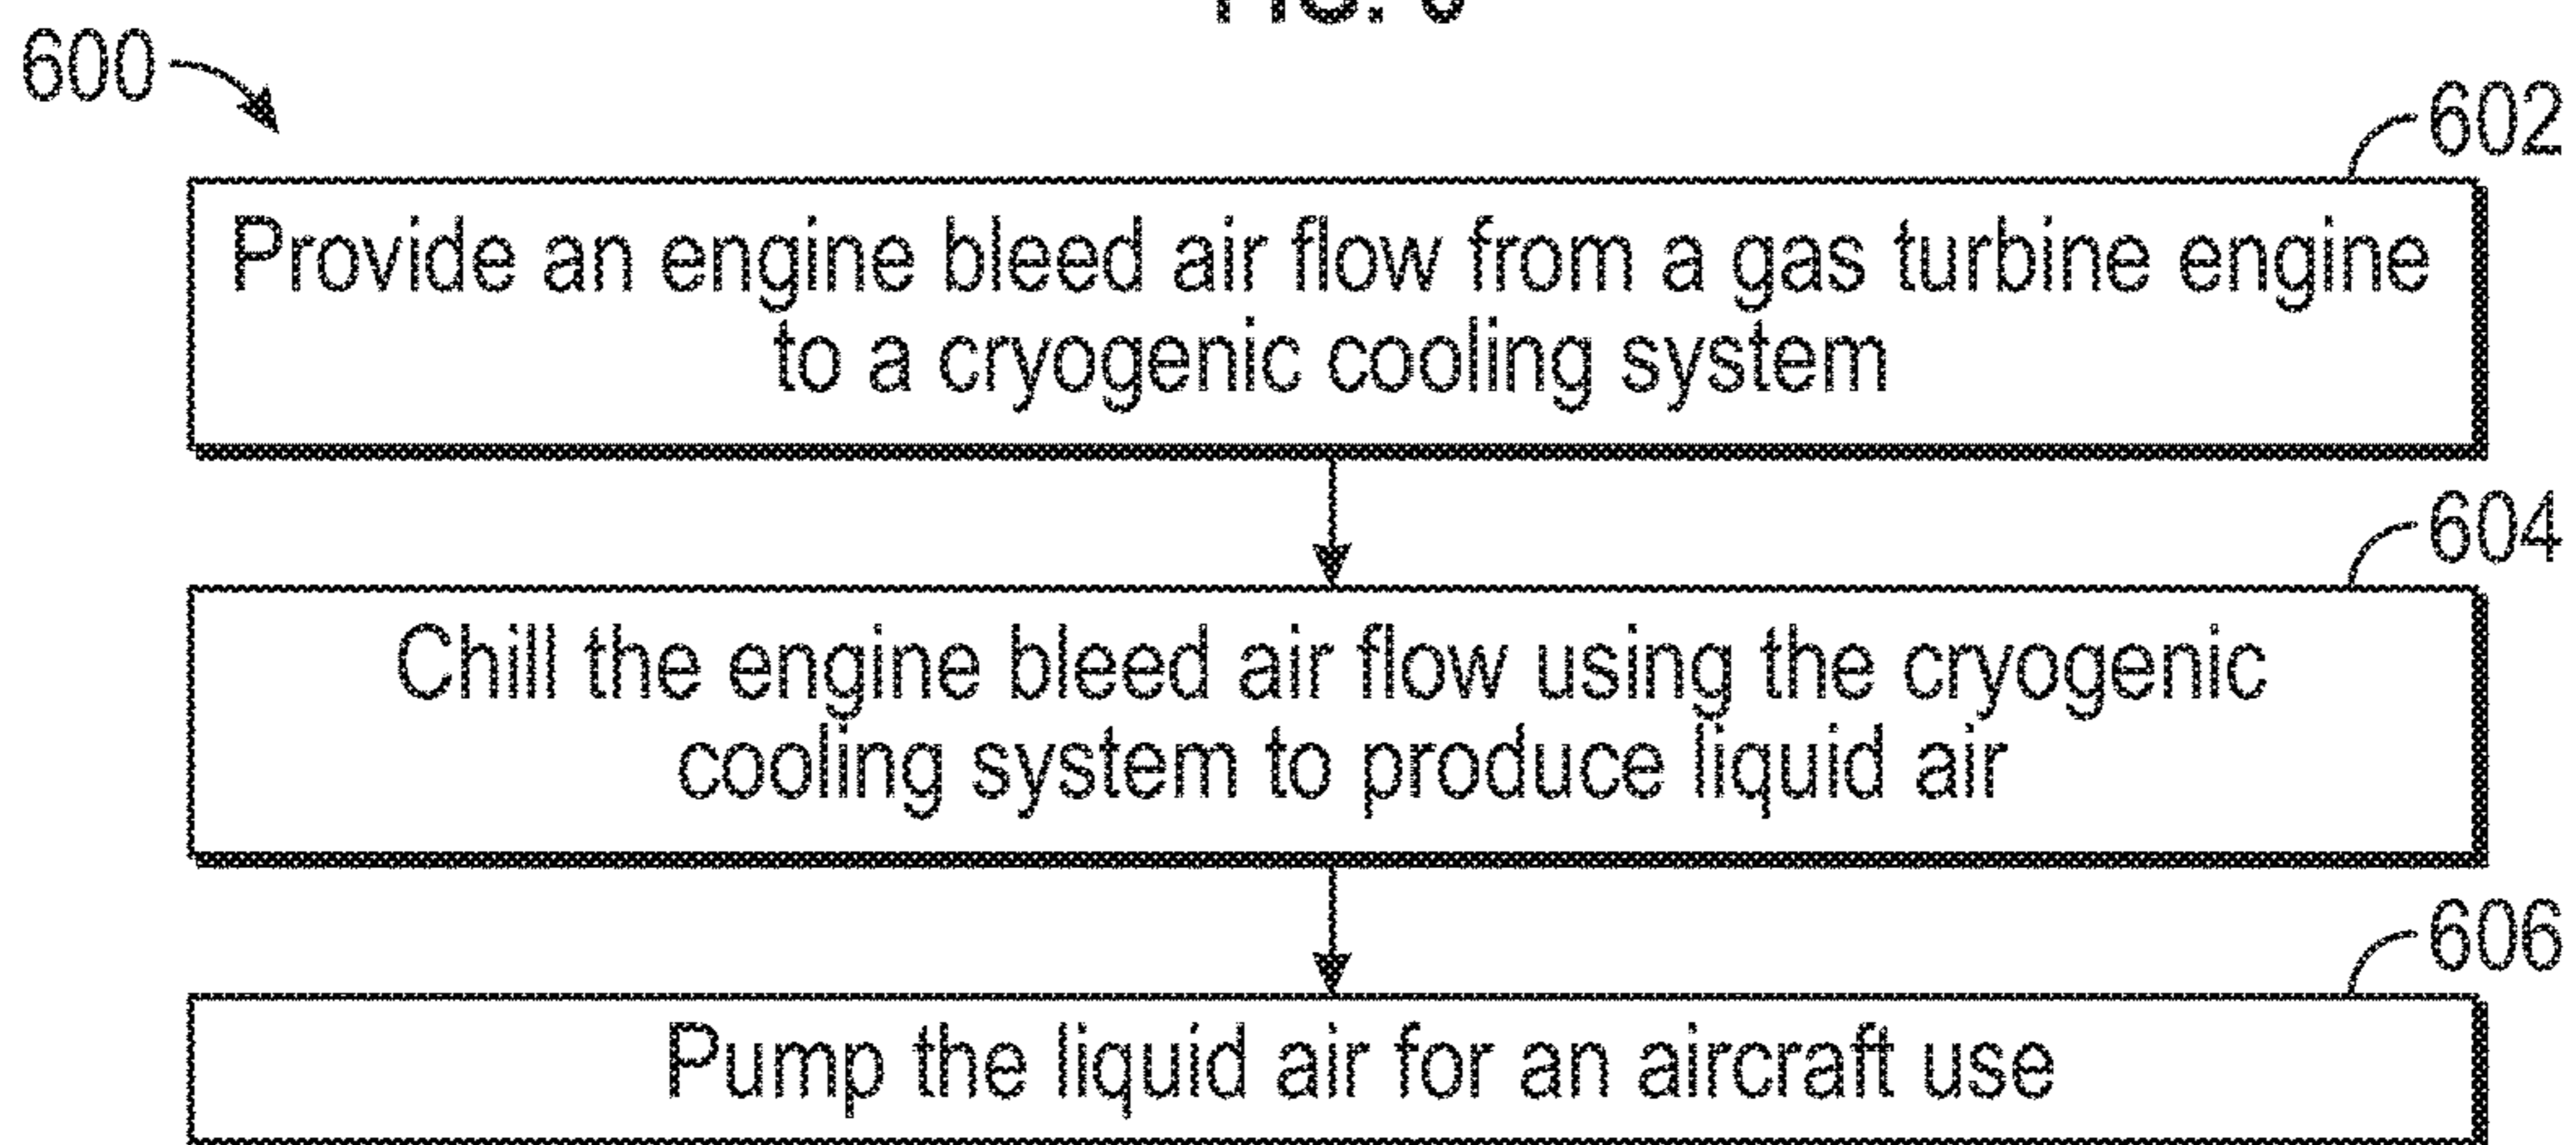 600
602
Provide an engine bleed air flow from a gas turbine engine
to a cryogenic cooling system
604
Chill the engine bleed air flow using the cryogenic
cooling system to produce liquid air
606
Pump the liquid air for an aircraft use